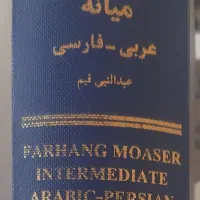 میانه
عربی - فارسی
عبدالنبی قیم
FARHANG MOASER
INTERMEDIATE
ARABIC-PERSIAN